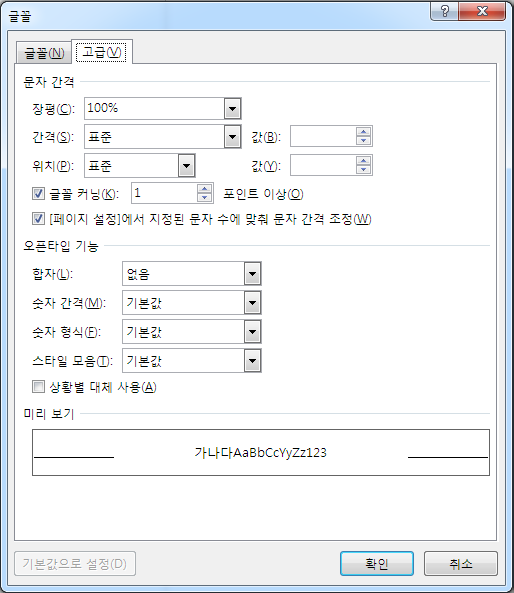 글꼴
글꼴(N) 고급(V)
문자 간격
장평(C): 100%
간격(S): 표준 값(B):
위치(P): 표준 값(Y):
글꼴 커닝(K): 1 포인트 이상(O)
[페이지 설정]에서 지정된 문자 수에 맞춰 문자 간격 조정(W)
오픈타입 기능
합자(L): 없음
숫자 간격(M): 기본값
숫자 형식(F): 기본값
스타일 모음(T): 기본값
상황별 대체 사용(A)
미리 보기
가나다AaBbCcYyZz123
기본값으로 설정(D) 확인 취소